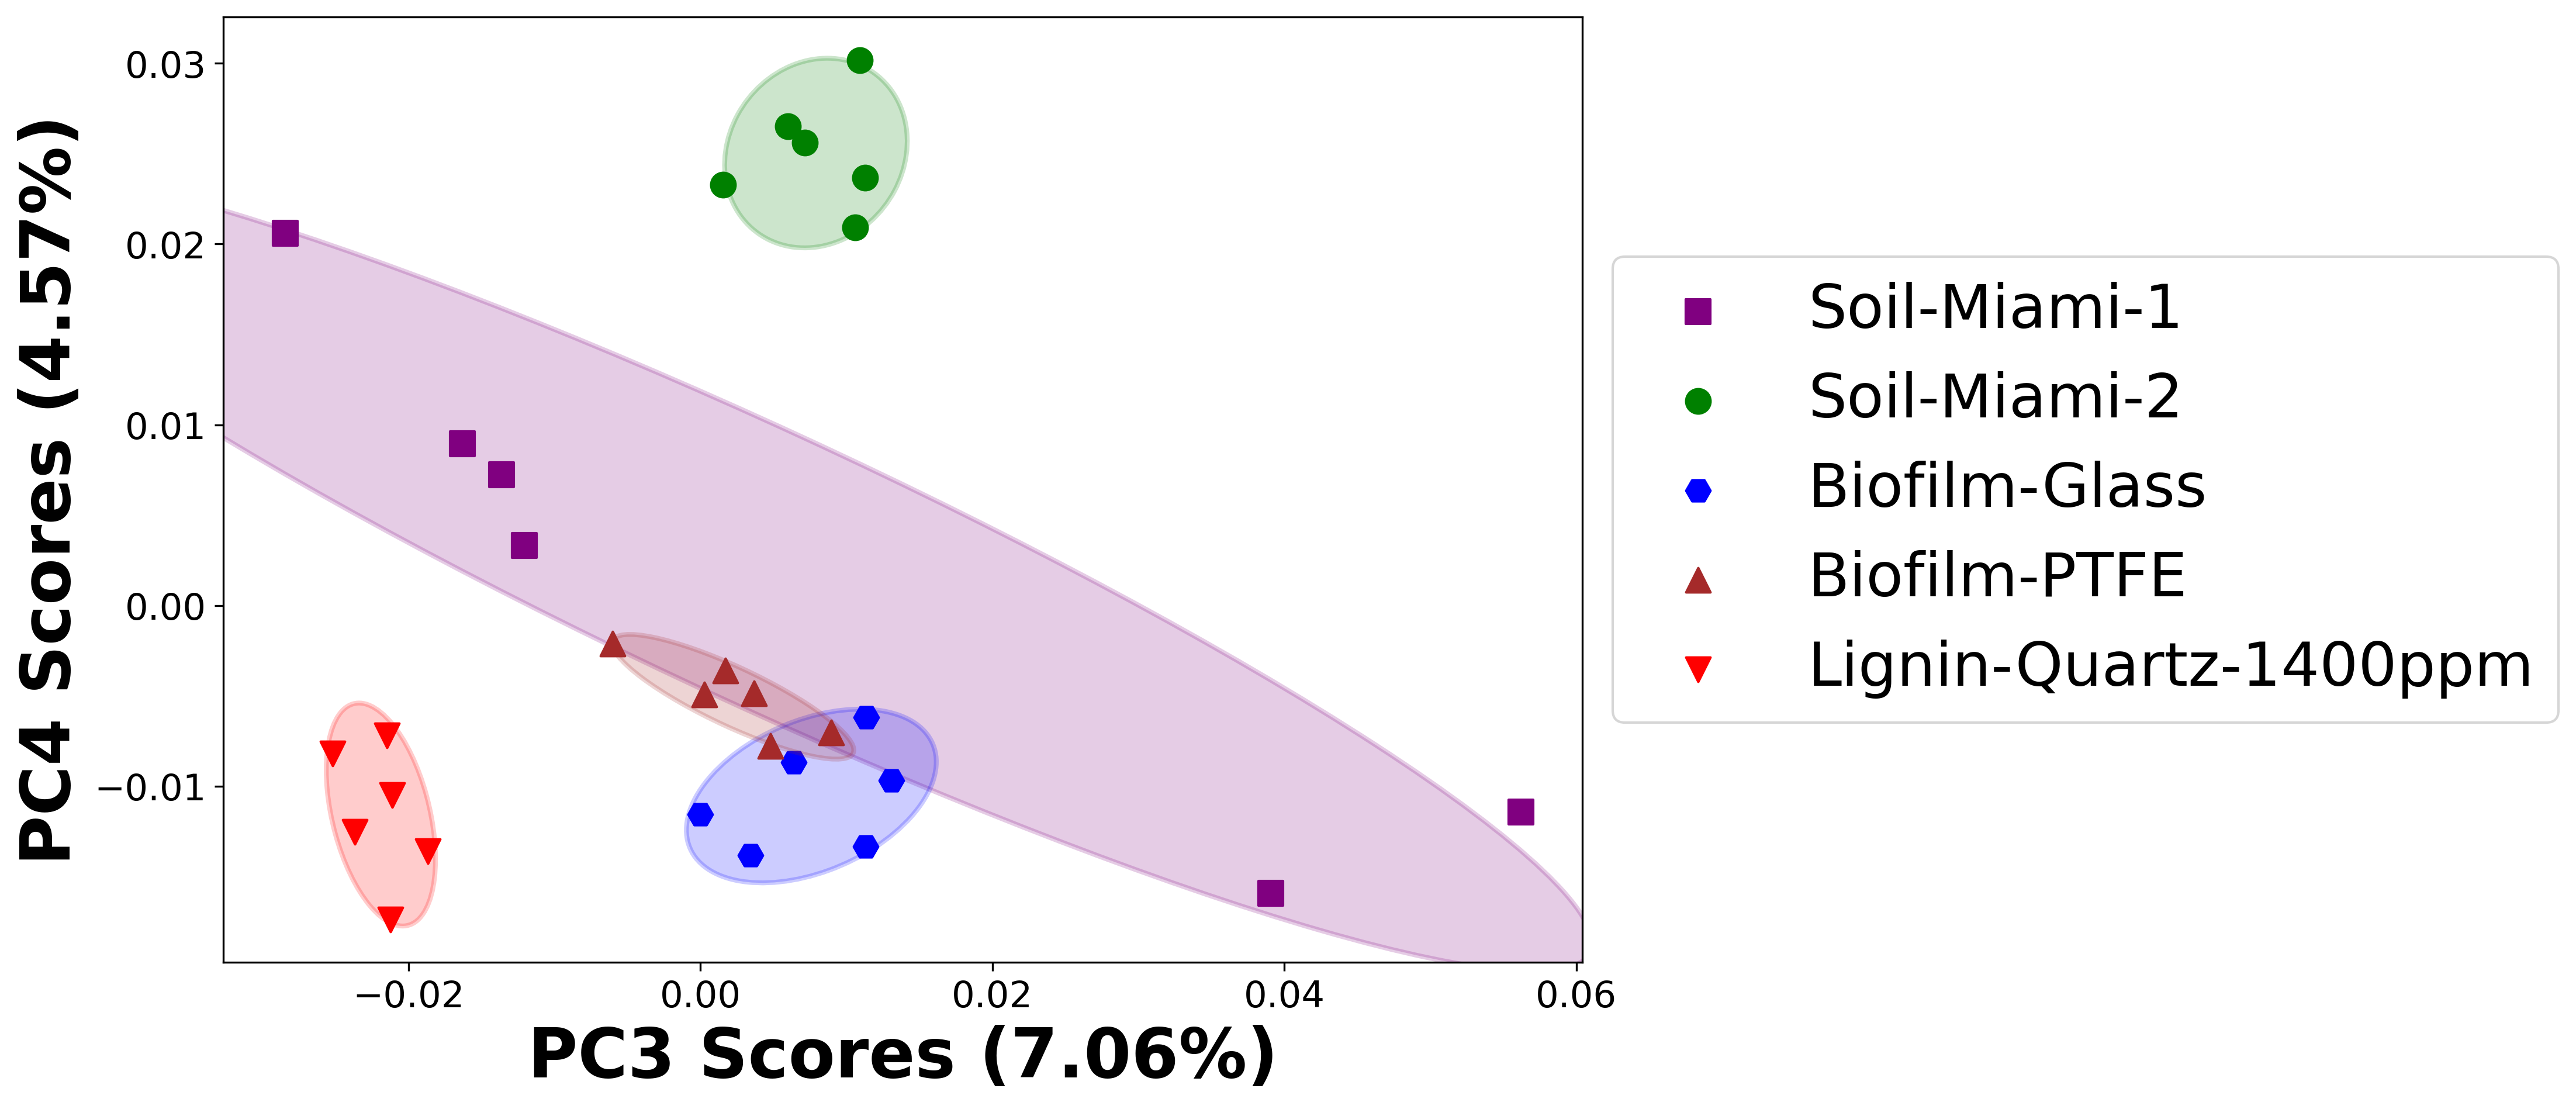 PC4 Scores (4.57%)
0.03
0.02
0.01
0.00
−0.01
−0.02
0.00
0.02
0.04
0.06
PC3 Scores (7.06%)
Soil-Miami-1
Soil-Miami-2
Biofilm-Glass
Biofilm-PTFE
Lignin-Quartz-1400ppm